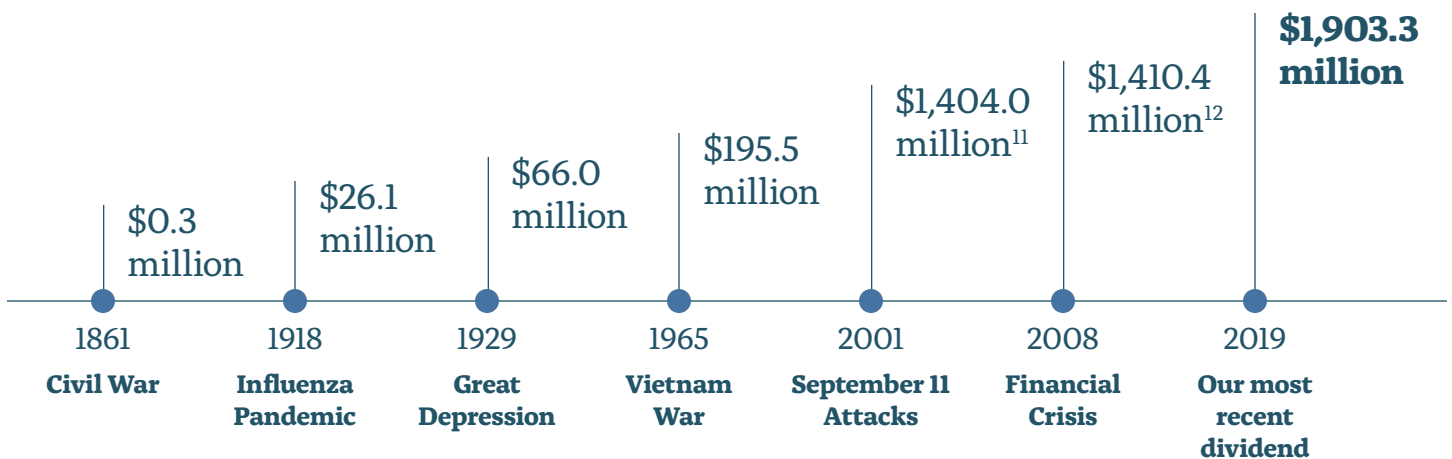 $0.3
million
$26.1
million
$66.0
million
$195.5
million
$1,404.0
million¹¹
$1,410.4
million¹²
$1,903.3
million
1861
Civil War
1918
Influenza
Pandemic
1929
Great
Depression
1965
Vietnam
War
2001
September 11
Attacks
2008
Financial
Crisis
2019
Our most
recent
dividend